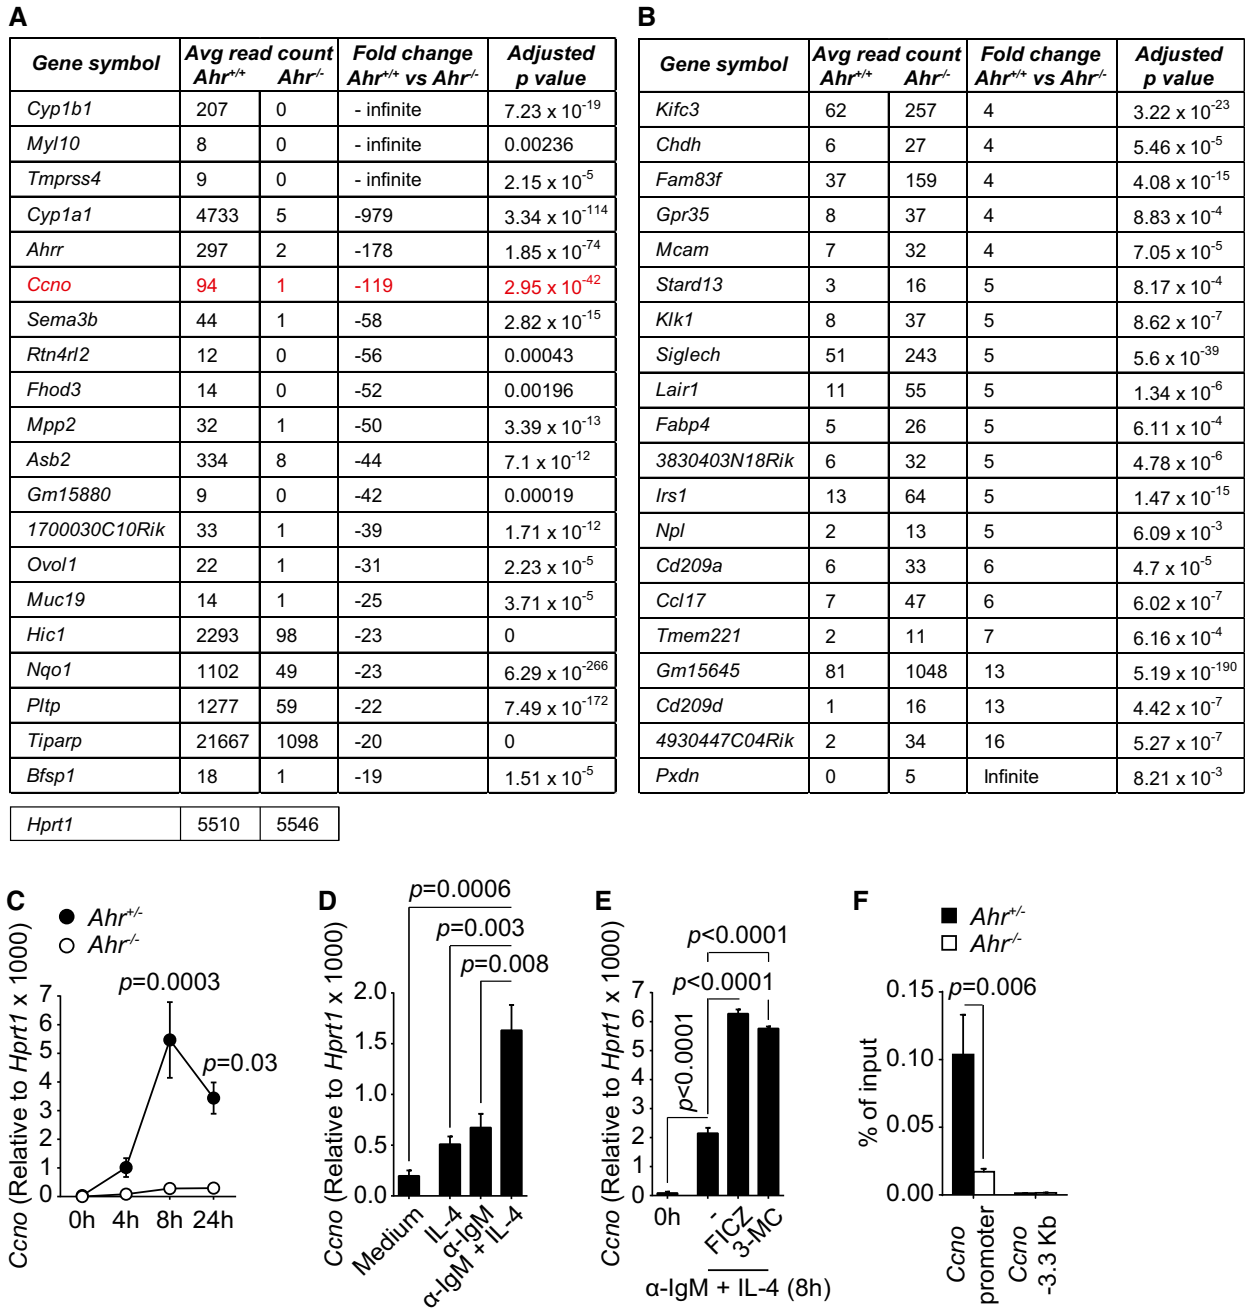 A
Gene symbol Avg read count Fold change Adjusted
Ahr+/+ Ahr-/- Ahr+/+ vs Ahr-/- p value
Cyp1b1 207 0 - infinite 7.23 x 10-19
Myl10 8 0 - infinite 0.00236
Tmprss4 9 0 - infinite 2.15 x 10-5
Cyp1a1 4733 5 -979 3.34 x 10-114
Ahrr 297 2 -178 1.85 x 10-74
Ccno 94 1 -119 2.95 x 10-42
Sema3b 44 1 -58 2.82 x 10-15
Rtn4rl2 12 0 -56 0.00043
Fhod3 14 0 -52 0.00196
Mpp2 32 1 -50 3.39 x 10-13
Asb2 334 8 -44 7.1 x 10-12
Gm15880 9 0 -42 0.00019
1700030C10Rik 33 1 -39 1.71 x 10-12
Ovol1 22 1 -31 2.23 x 10-5
Muc19 14 1 -25 3.71 x 10-5
Hic1 2293 98 -23 0
Nqo1 1102 49 -23 6.29 x 10-266
Pltp 1277 59 -22 7.49 x 10-172
Tiparp 21667 1098 -20 0
Bfsp1 18 1 -19 1.51 x 10-5
Hprt1 5510 5546
B
Gene symbol Avg read count Fold change Adjusted
Ahr+/+ Ahr-/- Ahr+/+ vs Ahr-/- p value
Kifc3 62 257 4 3.22 x 10-23
Chdh 6 27 4 5.46 x 10-5
Fam83f 37 159 4 4.08 x 10-15
Gpr35 8 37 4 8.83 x 10-4
Mcam 7 32 4 7.05 x 10-5
Stard13 3 16 5 8.17 x 10-4
Klk1 8 37 5 8.62 x 10-7
Siglech 51 243 5 5.6 x 10-39
Lair1 11 55 5 1.34 x 10-6
Fabp4 5 26 5 6.11 x 10-4
3830403N18Rik 6 32 5 4.78 x 10-6
Irs1 13 64 5 1.47 x 10-15
Npl 2 13 5 6.09 x 10-3
Cd209a 6 33 6 4.7 x 10-5
Ccl17 7 47 6 6.02 x 10-7
Tmem221 2 11 7 6.16 x 10-4
Gm15645 81 1048 13 5.19 x 10-190
Cd209d 1 16 13 4.42 x 10-7
4930447C04Rik 2 34 16 5.27 x 10-7
Pxdn 0 5 Infinite 8.21 x 10-3
C
Ahr+/-
Ahr-/-
p=0.0003
p=0.03
Ccno (Relative to Hprt1 x 1000)
7
6
5
4
3
2
1
0
0h 4h 8h 24h
D
p=0.0006
p=0.003
p=0.008
Ccno (Relative to Hprt1 x 1000)
2.0
1.5
1.0
0.5
0.0
Medium
IL-4
α-IgM
α-IgM + IL-4
E
p<0.0001
p<0.0001
p<0.0001
Ccno (Relative to Hprt1 x 1000)
7
6
5
4
3
2
1
0
0h
-
FICZ
3-MC
α-IgM + IL-4 (8h)
F
Ahr+/-
Ahr-/-
p=0.006
% of input
0.15
0.10
0.05
0.00
Ccno
promoter
Ccno
-3.3 Kb